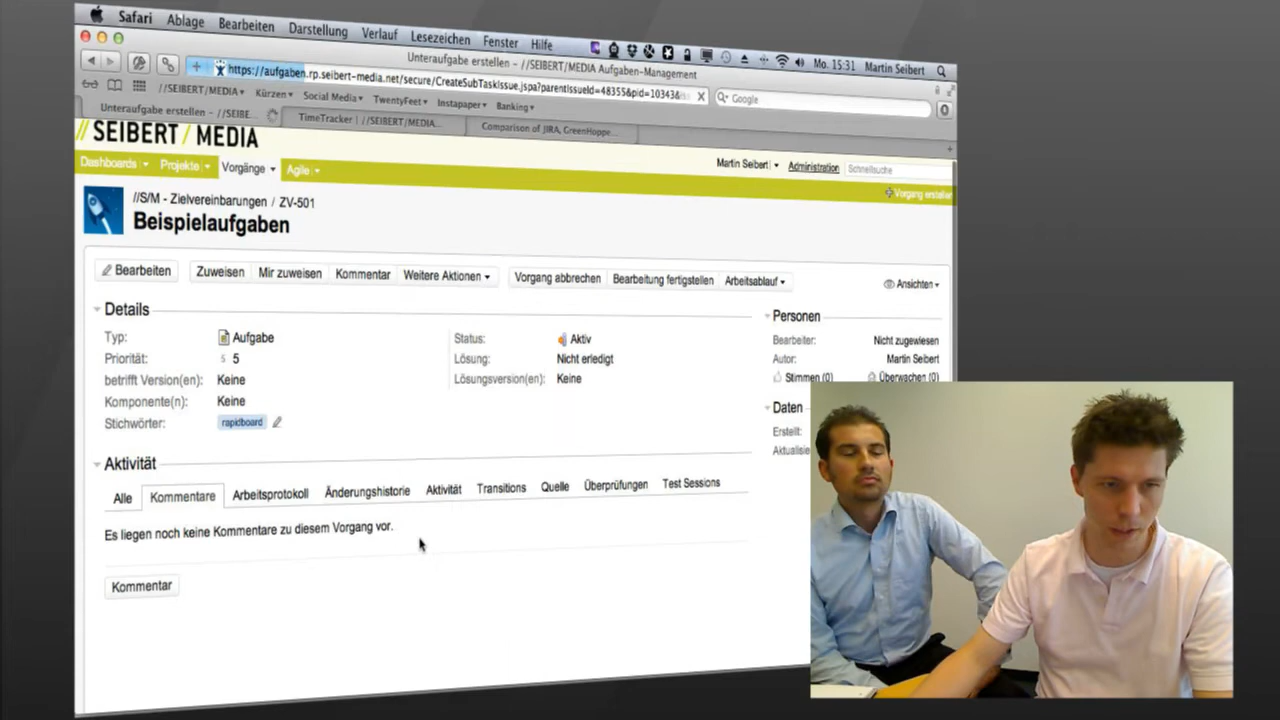 Safari Ablage Bearbeiten Darstellung Verlauf Lesezeichen Fenster Hilfe Mo. 15:31 Martin Seibert
Unteraufgabe erstellen - //SEIBERT/MEDIA Aufgaben-Management
https://aufgaben.rp.seibert-media.net/secure/CreateSubTaskIssue.jspa?parentIssueId=48355&pid=10343& Google
//SEIBERT/MEDIA Kürzen Social Media TwentyFeet Instapaper Banking
Unteraufgabe erstellen - //SEIBE... TimeTracker | //SEIBERT/MEDIA... Comparison of JIRA, GreenHoppe...
//SEIBERT/MEDIA
Dashboards Projekte Vorgänge Agile Martin Seibert Administration Schnellsuche
Vorgang erstellen
//S/M - Zielvereinbarungen / ZV-501
Beispielaufgaben
Bearbeiten Zuweisen Mir zuweisen Kommentar Weitere Aktionen Vorgang abbrechen Bearbeitung fertigstellen Arbeitsablauf Ansichten
Details Personen
Typ: Aufgabe Status: Aktiv Bearbeiter: Nicht zugewiesen
Priorität: 5 5 Lösung: Nicht erledigt Autor: Martin Seibert
betrifft Version(en): Keine Lösungsversion(en): Keine Stimmen (0) Überwachen (0)
Komponente(n): Keine Daten
Stichwörter: rapidboard Erstellt:
Aktualisie
Aktivität
Alle Kommentare Arbeitsprotokoll Änderungshistorie Aktivität Transitions Quelle Überprüfungen Test Sessions
Es liegen noch keine Kommentare zu diesem Vorgang vor.
Kommentar